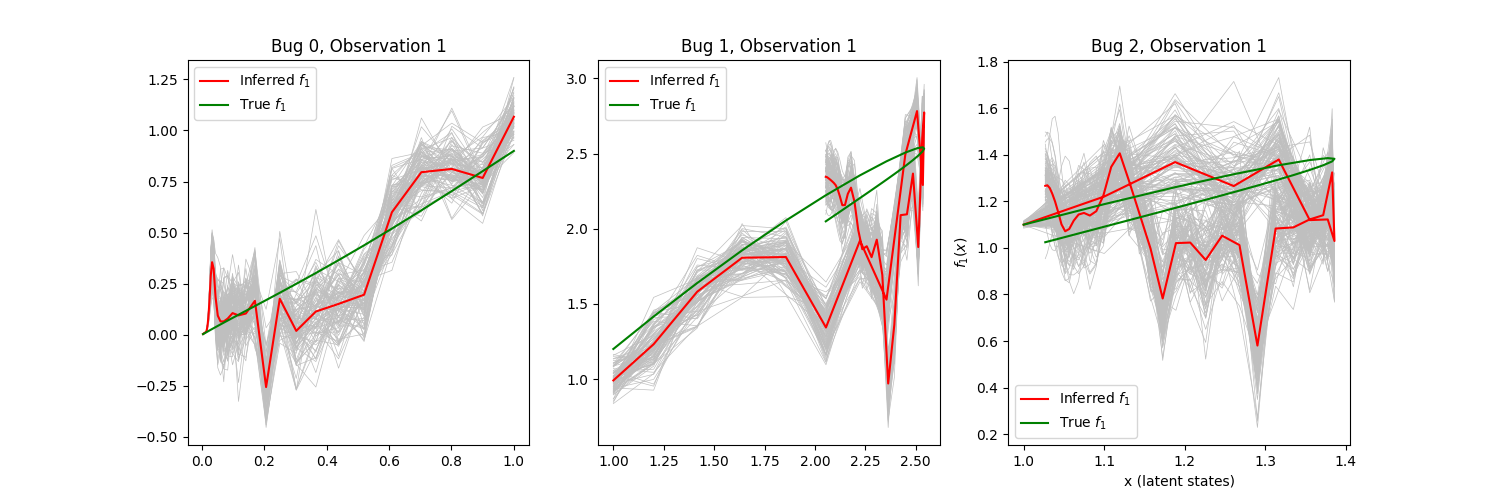 Bug 0, Observation 1
Inferred f₁
True f₁
1.25
1.00
0.75
0.50
0.25
0.00
−0.25
−0.50
0.0 0.2 0.4 0.6 0.8 1.0
Bug 1, Observation 1
Inferred f₁
True f₁
3.0
2.5
2.0
1.5
1.0
1.00 1.25 1.50 1.75 2.00 2.25 2.50
Bug 2, Observation 1
1.8
1.6
1.4
1.2
1.0
0.8
0.6
0.4
0.2
f₁(x)
Inferred f₁
True f₁
1.0 1.1 1.2 1.3 1.4
x (latent states)